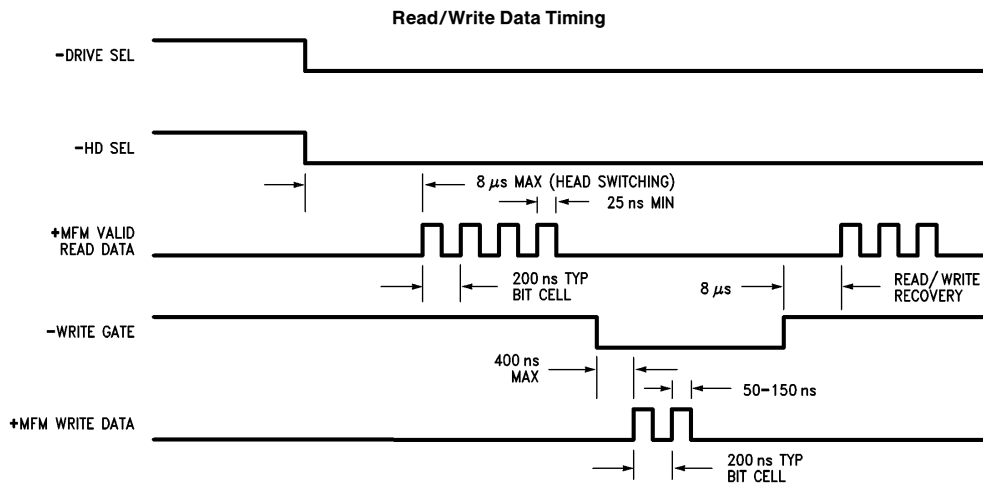 Read/Write Data Timing
−DRIVE SEL
−HD SEL
8 μs MAX (HEAD SWITCHING)
25 ns MIN
+MFM VALID
READ DATA
200 ns TYP
BIT CELL
8 μs
READ/WRITE
RECOVERY
−WRITE GATE
400 ns
MAX
50–150 ns
+MFM WRITE DATA
200 ns TYP
BIT CELL